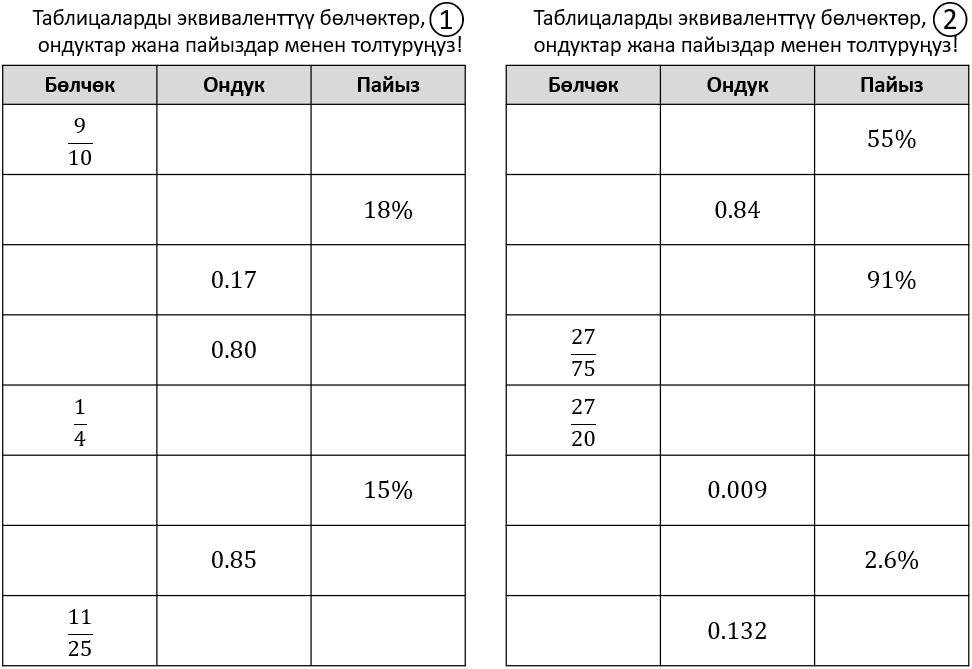 Таблицаларды эквиваленттүү бөлчөктөр, ①
ондуктар жана пайыздар менен толтуруңуз!
Бөлчөк Ондук Пайыз
9/10
18%
0.17
0.80
1/4
15%
0.85
11/25
Таблицаларды эквиваленттүү бөлчөктөр, ②
ондуктар жана пайыздар менен толтуруңуз!
Бөлчөк Ондук Пайыз
55%
0.84
91%
27/75
27/20
0.009
2.6%
0.132